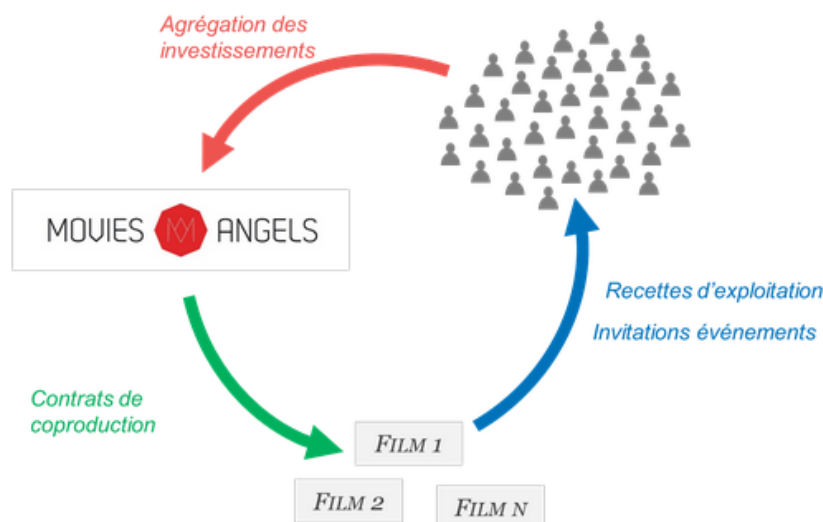 Agrégation des
investissements
MOVIES M ANGELS
Recettes d'exploitation
Invitations événements
Contrats de
coproduction
FILM 1
FILM 2
FILM N